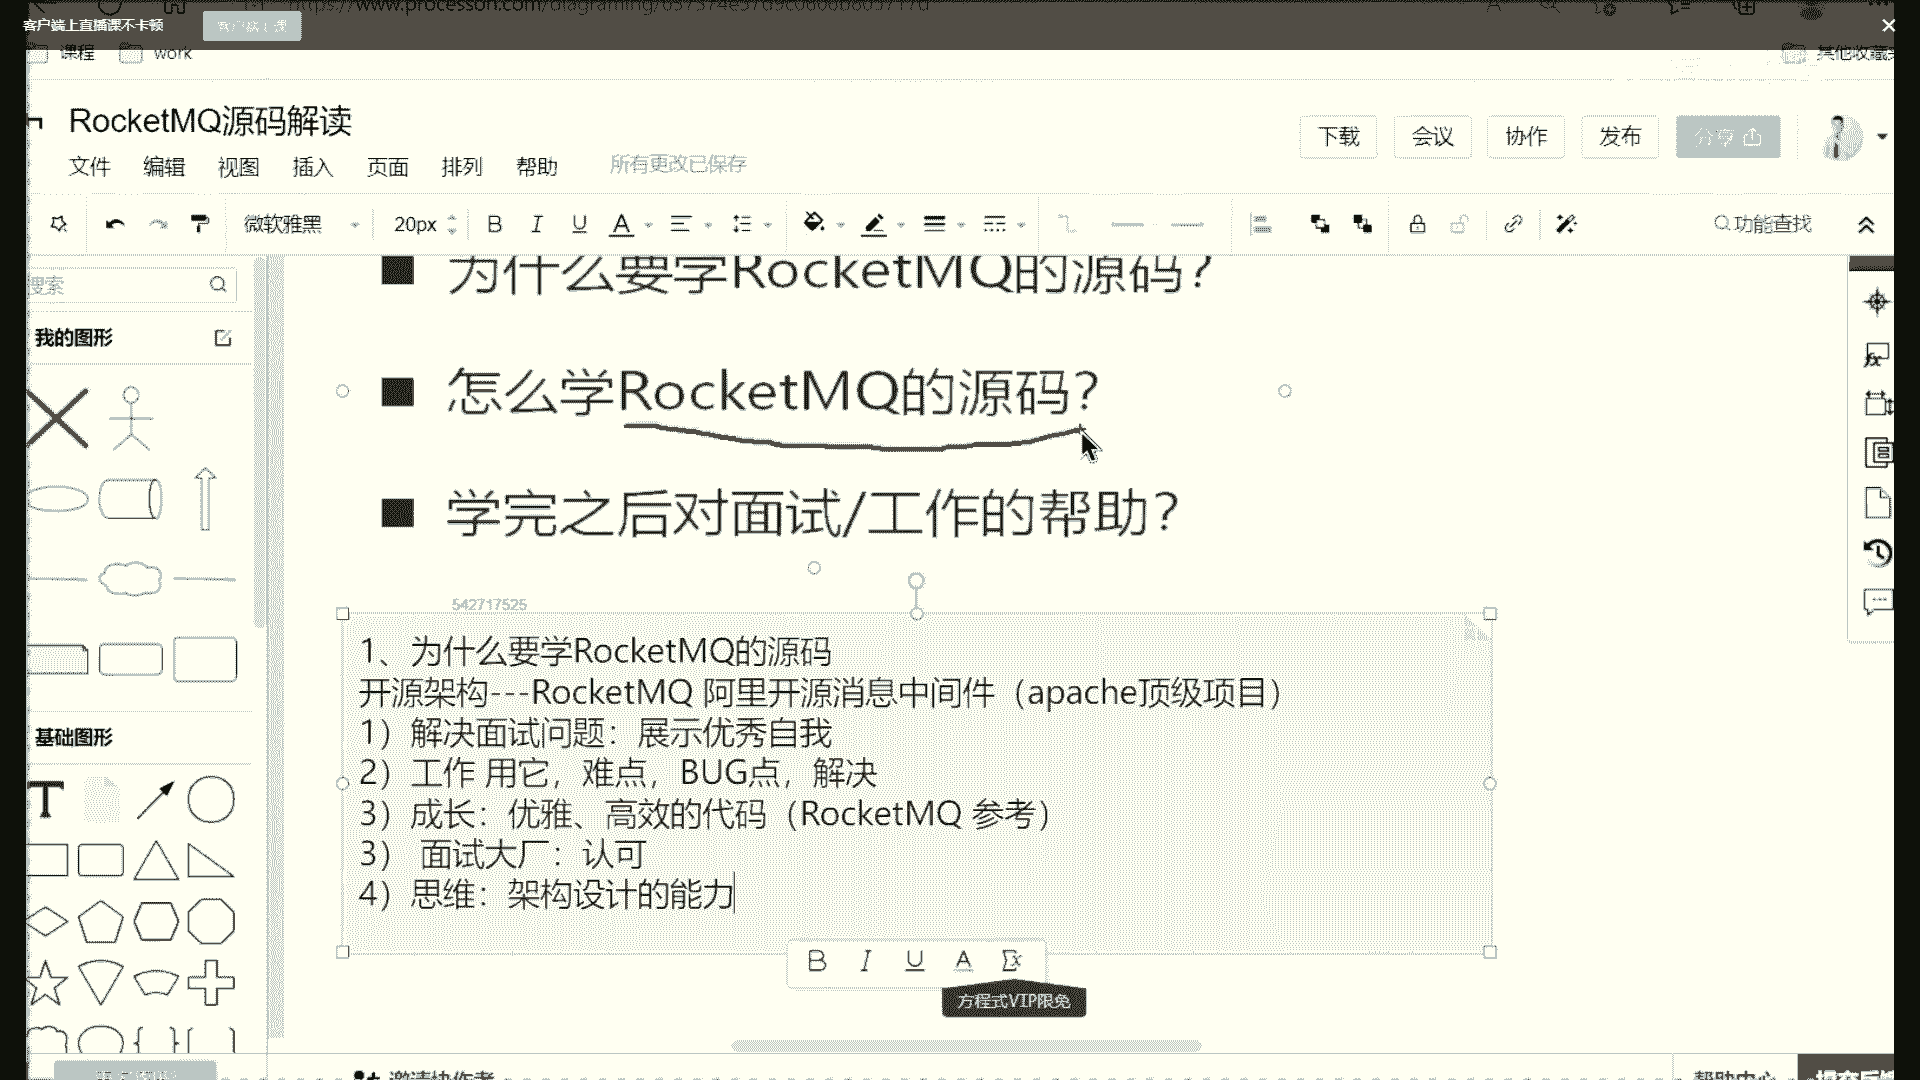 https://www.processon.com/diagraming/
客户端上直播课不卡顿
课程
work
其他收藏
RocketMQ源码解读
文件 编辑 视图 插入 页面 排列 帮助 所有更改已保存
下载 会议 协作 发布 分享
微软雅黑 20px B I U A
功能查找
搜索
我的图形
基础图形
T
为什么要学RocketMQ的源码?
怎么学RocketMQ的源码?
学完之后对面试/工作的帮助?
542717525
1、为什么要学RocketMQ的源码
开源架构---RocketMQ 阿里开源消息中间件（apache顶级项目）
1）解决面试问题：展示优秀自我
2）工作 用它，难点，BUG点，解决
3）成长：优雅、高效的代码（RocketMQ 参考）
3） 面试大厂：认可
4）思维：架构设计的能力
B I U A
方程式VIP限免
邀请协作者
帮助中心